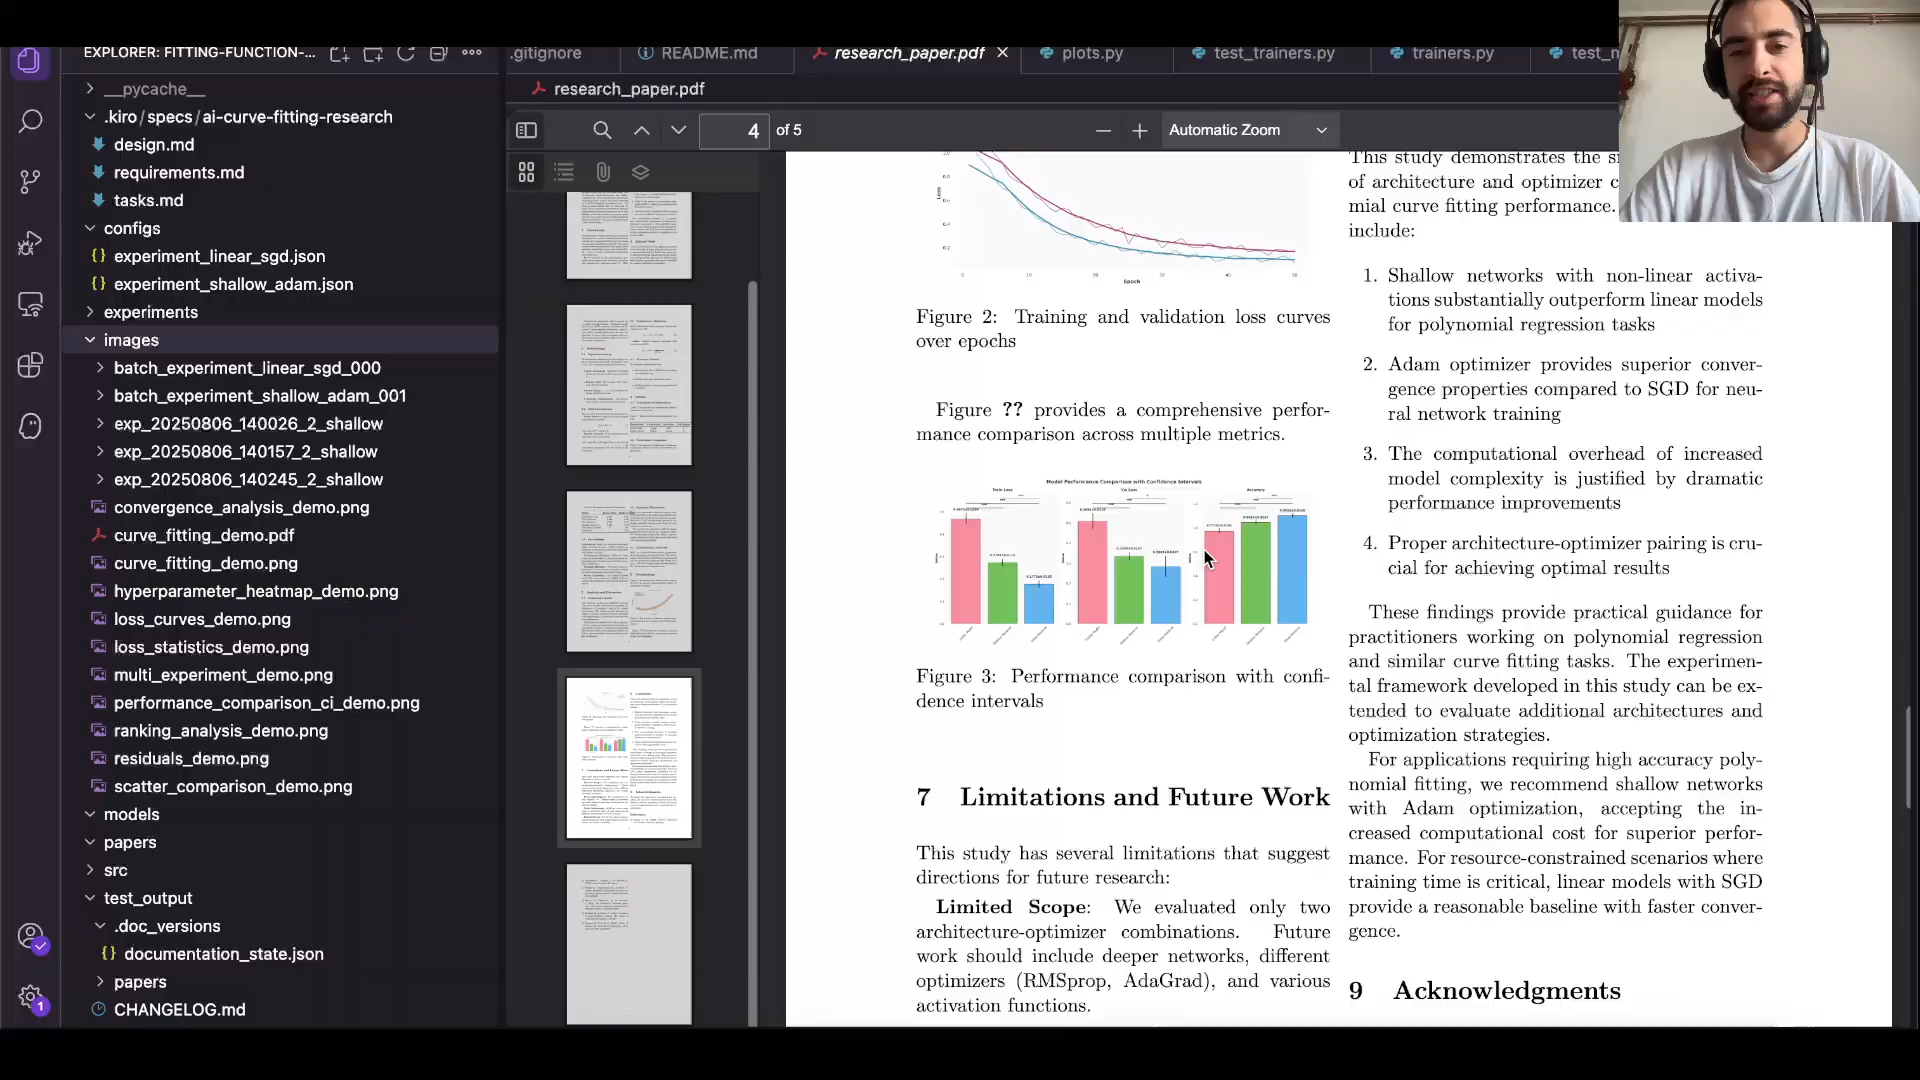 EXPLORER: FITTING-FUNCTION-...
__pycache__
.kiro/specs/ai-curve-fitting-research
design.md
requirements.md
tasks.md
configs
{} experiment_linear_sgd.json
{} experiment_shallow_adam.json
experiments
images
batch_experiment_linear_sgd_000
batch_experiment_shallow_adam_001
exp_20250806_140026_2_shallow
exp_20250806_140157_2_shallow
exp_20250806_140245_2_shallow
convergence_analysis_demo.png
curve_fitting_demo.pdf
curve_fitting_demo.png
hyperparameter_heatmap_demo.png
loss_curves_demo.png
loss_statistics_demo.png
multi_experiment_demo.png
performance_comparison_ci_demo.png
ranking_analysis_demo.png
residuals_demo.png
scatter_comparison_demo.png
models
papers
src
test_output
.doc_versions
{} documentation_state.json
papers
CHANGELOG.md
1
.gitignore
README.md
research_paper.pdf
plots.py
test_trainers.py
trainers.py
research_paper.pdf
4 of 5
Automatic Zoom
Loss
Epoch
Figure 2: Training and validation loss curves
over epochs
Figure ?? provides a comprehensive perfor-
mance comparison across multiple metrics.
Model Performance Comparison with Confidence Intervals
Train Loss
Val Loss
Accuracy
Figure 3: Performance comparison with confi-
dence intervals
7 Limitations and Future Work
This study has several limitations that suggest
directions for future research:
Limited Scope: We evaluated only two
architecture-optimizer combinations. Future
work should include deeper networks, different
optimizers (RMSprop, AdaGrad), and various
activation functions.
This study demonstrates the
of architecture and optimizer
mial curve fitting performance.
include:
1. Shallow networks with non-linear activa-
tions substantially outperform linear models
for polynomial regression tasks
2. Adam optimizer provides superior conver-
gence properties compared to SGD for neu-
ral network training
3. The computational overhead of increased
model complexity is justified by dramatic
performance improvements
4. Proper architecture-optimizer pairing is cru-
cial for achieving optimal results
These findings provide practical guidance for
practitioners working on polynomial regression
and similar curve fitting tasks. The experimen-
tal framework developed in this study can be ex-
tended to evaluate additional architectures and
optimization strategies.
For applications requiring high accuracy poly-
nomial fitting, we recommend shallow networks
with Adam optimization, accepting the in-
creased computational cost for superior perfor-
mance. For resource-constrained scenarios where
training time is critical, linear models with SGD
provide a reasonable baseline with faster conver-
gence.
9 Acknowledgments